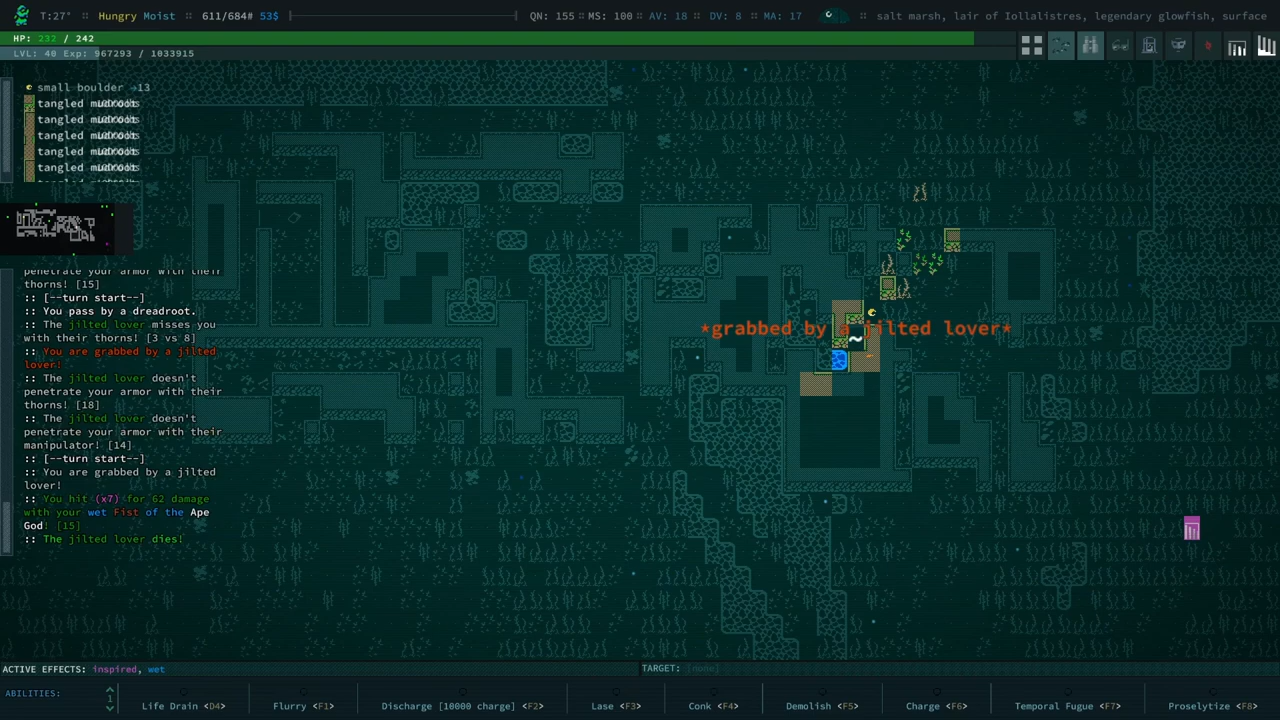 T:27° :: Hungry Moist :: 611/684# 53$ QN: 155 :: MS: 100 :: AV: 18 :: DV: 8 :: MA: 17 :: salt marsh, lair of Iollalistres, legendary glowfish, surface
HP: 232 / 242
LVL: 40 Exp: 967293 / 1033915
small boulder →13
tangled
tangled
tangled
tangled
tangled
penetrate your armor with their
thorns! [15]
:: [--turn start--]
:: You pass by a dreadroot.
:: The jilted lover misses you
with their thorns! [3 vs 8]
:: You are grabbed by a jilted
lover!
:: The jilted lover doesn't
penetrate your armor with their
thorns! [18]
:: The jilted lover doesn't
penetrate your armor with their
manipulator! [14]
:: [--turn start--]
:: You are grabbed by a jilted
lover!
:: You hit (x7) for 62 damage
with your wet Fist of the Ape
God! [15]
:: The jilted lover dies!
*grabbed by a jilted lover*
~
ACTIVE EFFECTS: inspired, wet
TARGET: [none]
ABILITIES: 1 Life Drain <D4> Flurry <F1> Discharge [10000 charge] <F2> Lase <F3> Conk <F4> Demolish <F5> Charge <F6> Temporal Fugue <F7> Proselytize <F8>